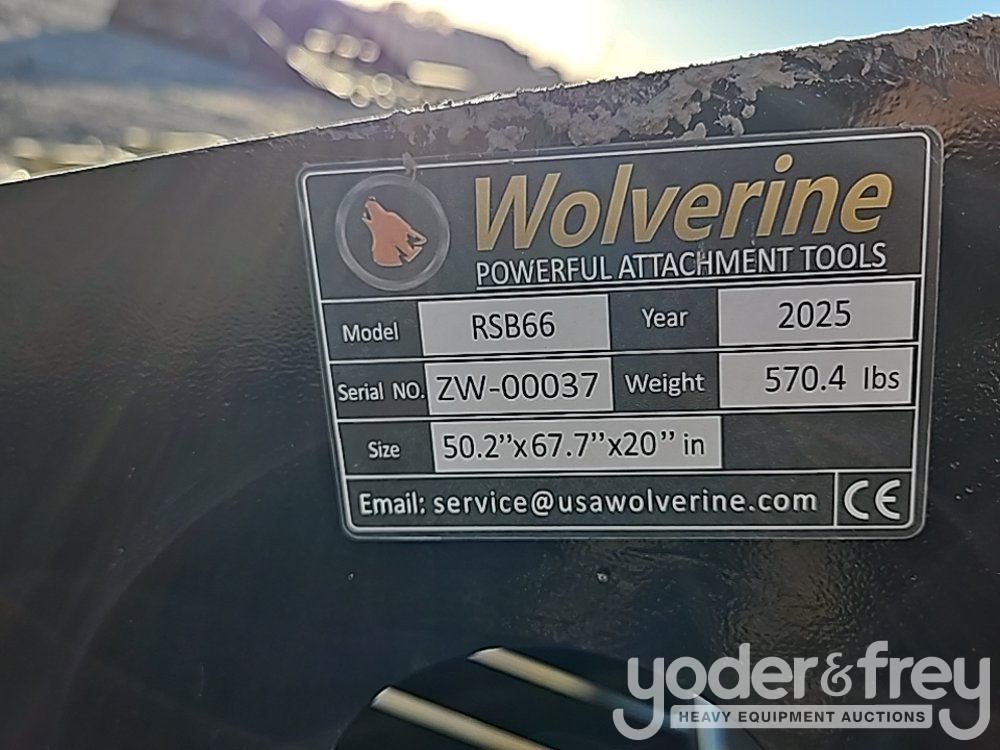 Wolverine
POWERFUL ATTACHMENT TOOLS
Model RSB66 Year 2025
Serial NO. ZW-00037 Weight 570.4 lbs
Size 50.2”x67.7”x20” in
Email: service@usawolverine.com CE
yoder&frey
HEAVY EQUIPMENT AUCTIONS